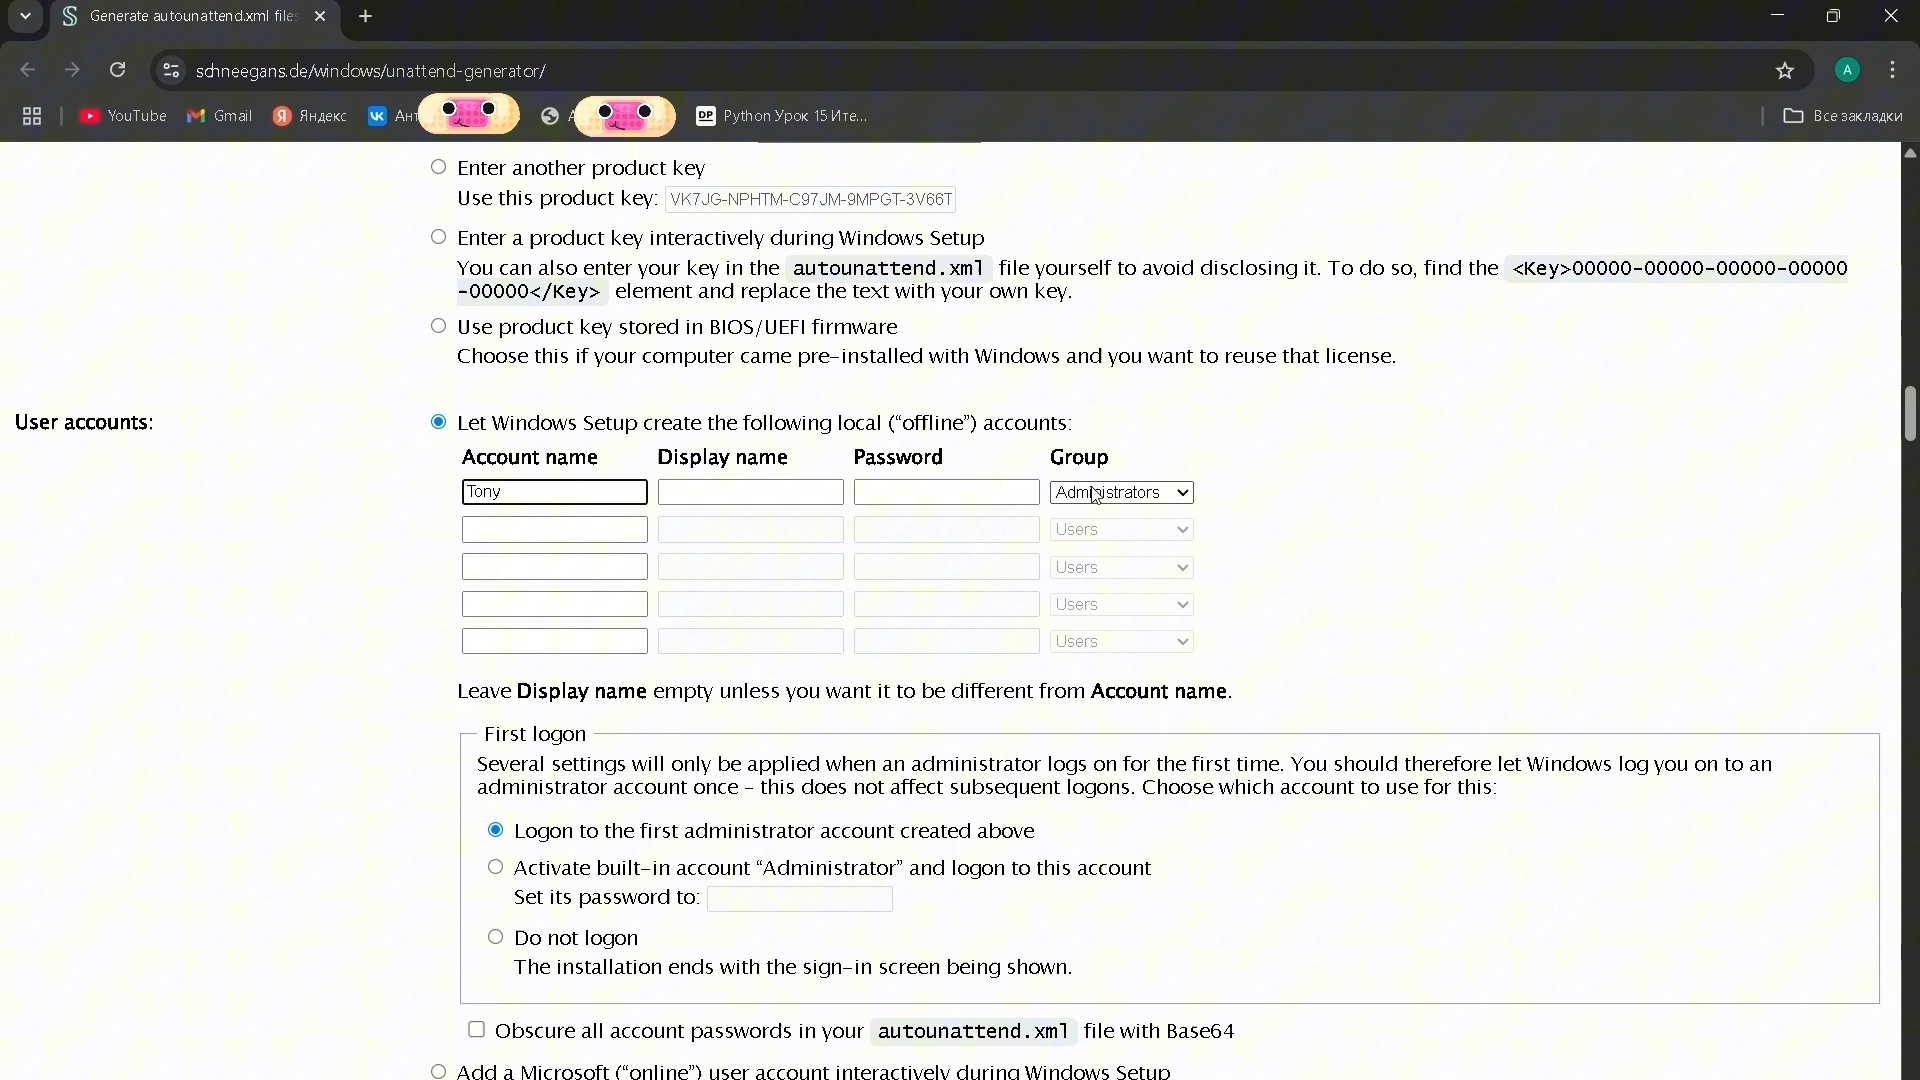 Generate autounattend.xml files
schneegans.de/windows/unattend-generator/
A
YouTube
Gmail
Яндекс
Python Урок 15 Ите...
Все закладки
Enter another product key
Use this product key: VK7JG-NPHTM-C97JM-9MPGT-3V66T
Enter a product key interactively during Windows Setup
You can also enter your key in the autounattend.xml file yourself to avoid disclosing it. To do so, find the <Key>00000-00000-00000-00000
-00000</Key> element and replace the text with your own key.
Use product key stored in BIOS/UEFI firmware
Choose this if your computer came pre-installed with Windows and you want to reuse that license.
User accounts:
Let Windows Setup create the following local (“offline”) accounts:
Account name Display name Password Group
Tony Administrators
Users
Users
Users
Users
Leave Display name empty unless you want it to be different from Account name.
First logon
Several settings will only be applied when an administrator logs on for the first time. You should therefore let Windows log you on to an
administrator account once – this does not affect subsequent logons. Choose which account to use for this:
Logon to the first administrator account created above
Activate built-in account “Administrator” and logon to this account
Set its password to:
Do not logon
The installation ends with the sign-in screen being shown.
Obscure all account passwords in your autounattend.xml file with Base64
Add a Microsoft (“online”) user account interactively during Windows Setup